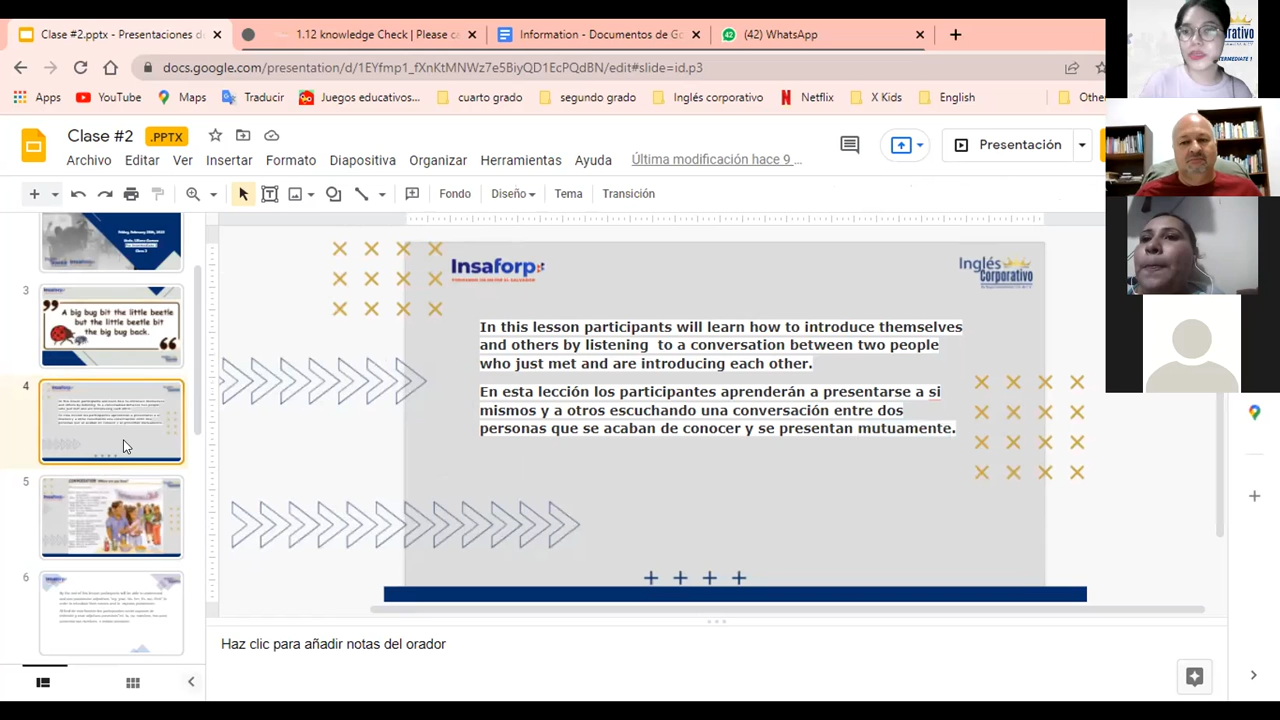 Clase #2.pptx - Presentaciones d
1.12 knowledge Check | Please c
Information - Documentos de G
(42) WhatsApp
docs.google.com/presentation/d/1EYfmp1_fXnKtMNWz7e5BiyObYScPQdBN/edit#slide=id.p3
Apps
YouTube
Maps
Traducir
Juegos educativos...
cuarto grado
segundo grado
Inglés corporativo
Netflix
X Kids
English
Other
Clase #2
.PPTX
Archivo
Editar
Ver
Insertar
Formato
Diapositiva
Organizar
Herramientas
Ayuda
Última modificación hace 9 ...
Presentación
Fondo
Diseño
Tema
Transición
3
A big bug bit the little beetle
but the little beetle bit
the big bug back.
4
5
6
Insaforp
Inglés
Corporativo
In this lesson participants will learn how to introduce themselves
and others by listening to a conversation between two people
who just met and are introducing each other.
En esta lección los participantes aprenderán a presentarse a si
mismos y a otros escuchando una conversación entre dos
personas que se acaban de conocer y se presentan mutuamente.
Haz clic para añadir notas del orador